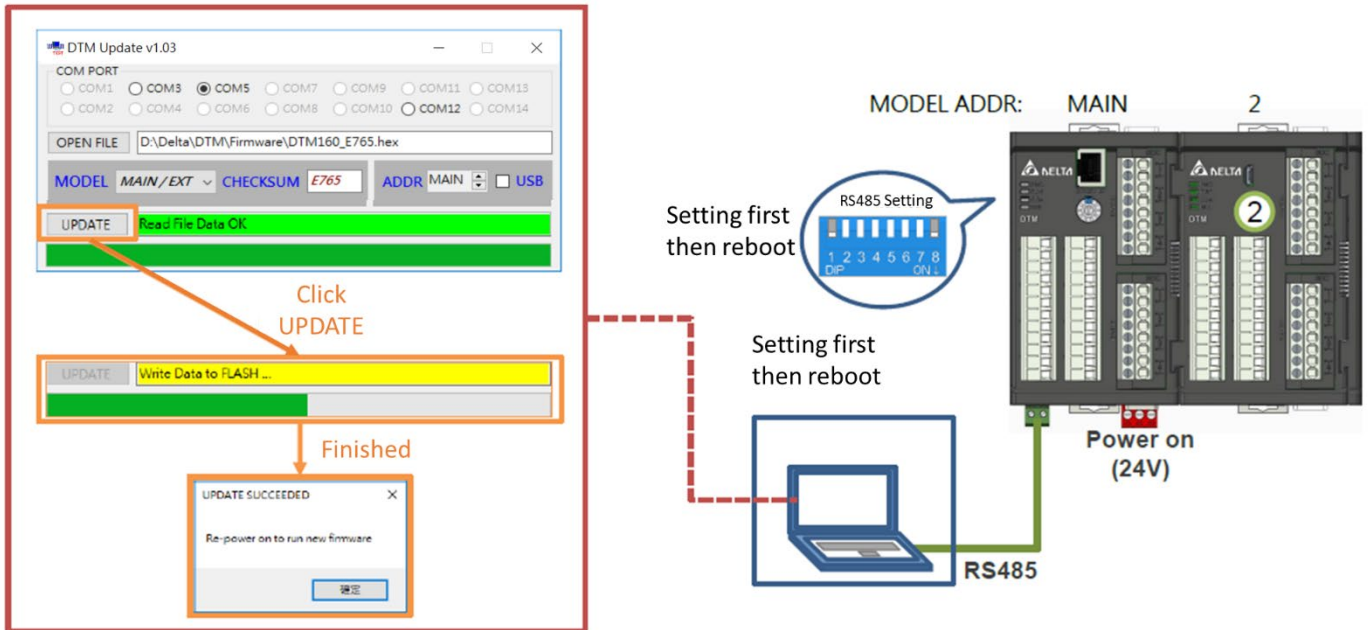 DTM Update v1.03
COM PORT
COM1 COM3 COM5 COM7 COM9 COM11 COM13
COM2 COM4 COM6 COM8 COM10 COM12 COM14
OPEN FILE D:\Delta\DTM\Firmware\DTM160_E765.hex
MODEL MAIN / EXT CHECKSUM E765 ADDR MAIN USB
UPDATE Read File Data OK
Click
UPDATE
UPDATE Write Data to FLASH ...
Finished
UPDATE SUCCEEDED
Re-power on to run new firmware
確定
MODEL ADDR: MAIN 2
Setting first
then reboot
RS485 Setting
1 2 3 4 5 6 7 8
DIP ON↓
DELTA
DTM
DELTA
DTM
2
Setting first
then reboot
Power on
(24V)
RS485